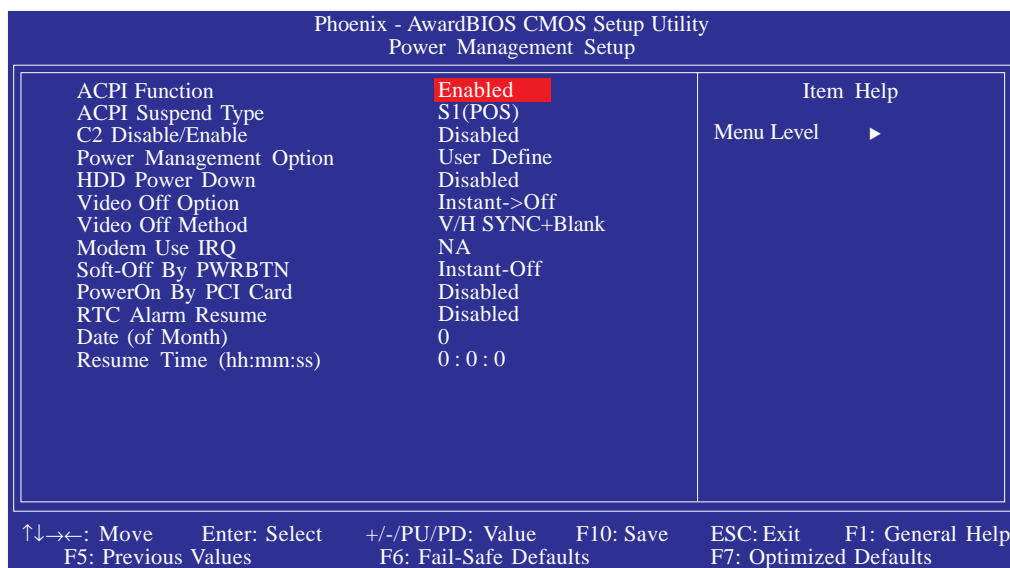 Phoenix - AwardBIOS CMOS Setup Utility
Power Management Setup
ACPI Function Enabled
ACPI Suspend Type S1(POS)
C2 Disable/Enable Disabled
Power Management Option User Define
HDD Power Down Disabled
Video Off Option Instant->Off
Video Off Method V/H SYNC+Blank
Modem Use IRQ NA
Soft-Off By PWRBTN Instant-Off
PowerOn By PCI Card Disabled
RTC Alarm Resume Disabled
Date (of Month) 0
Resume Time (hh:mm:ss) 0 : 0 : 0
Item Help
Menu Level ▶
↑↓→←: Move Enter: Select +/-/PU/PD: Value F10: Save ESC: Exit F1: General Help
F5: Previous Values F6: Fail-Safe Defaults F7: Optimized Defaults